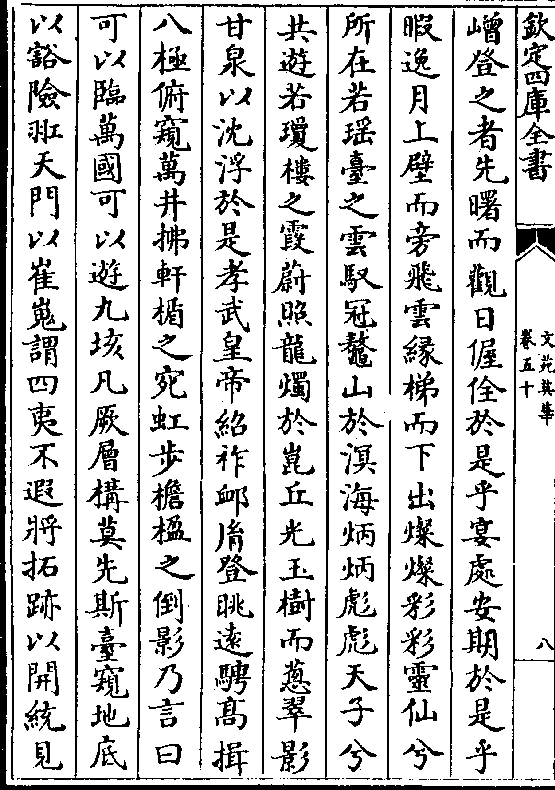 欽定四庫全書
文苑英華
卷五十
八
嶒登之者先曙而觀日偓佺於是乎宴處安期於是乎
暇逸月上壁而旁飛雲緣梯而下出燦燦彩彩靈仙兮
所在若瑤臺之雲馭冠鼇山於溟海炳炳彪彪天子兮
共遊若瓊樓之霞蔚照龍燭於崑丘光玉樹而蔥翠影
甘泉以沈浮於是孝武皇帝紹祚卹㣧登眺遠騁髙揖
八極俯窺萬井拂軒楯之宛虹步檐楹之倒影乃言曰
可以臨萬國可以遊九垓凡厥層構莫先斯臺窺地底
以豁險羾天門以崔嵬謂四夷不遐將拓跡以開統見